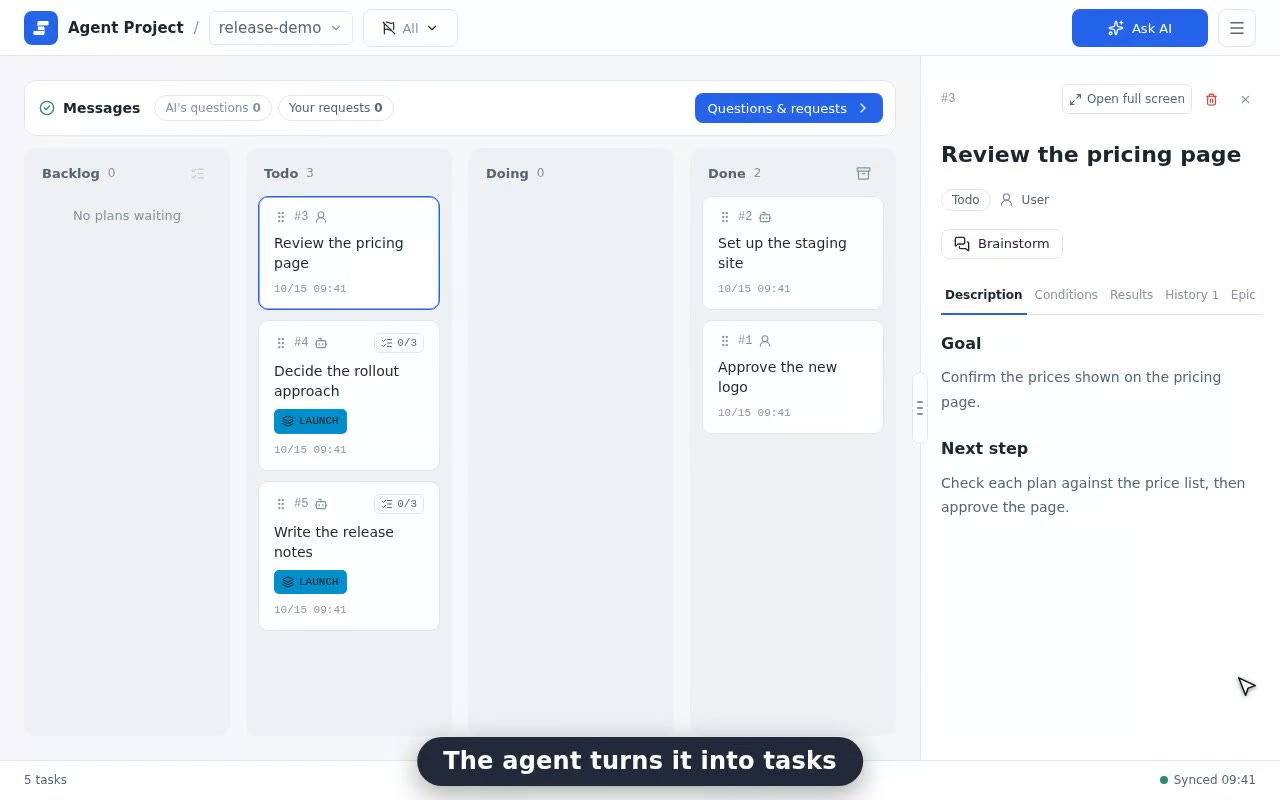 Agent Project / release-demo All Ask AI
Messages AI's questions 0 Your requests 0 Questions & requests
Backlog 0
No plans waiting
Todo 3
#3
Review the pricing
page
10/15 09:41
#4 0/3
Decide the rollout
approach
LAUNCH
10/15 09:41
#5 0/3
Write the release
notes
LAUNCH
10/15 09:41
Doing 0
Done 2
#2
Set up the staging
site
10/15 09:41
#1
Approve the new
logo
10/15 09:41
#3 Open full screen
Review the pricing page
Todo User
Brainstorm
Description Conditions Results History 1 Epic
Goal
Confirm the prices shown on the pricing
page.
Next step
Check each plan against the price list, then
approve the page.
The agent turns it into tasks
5 tasks Synced 09:41